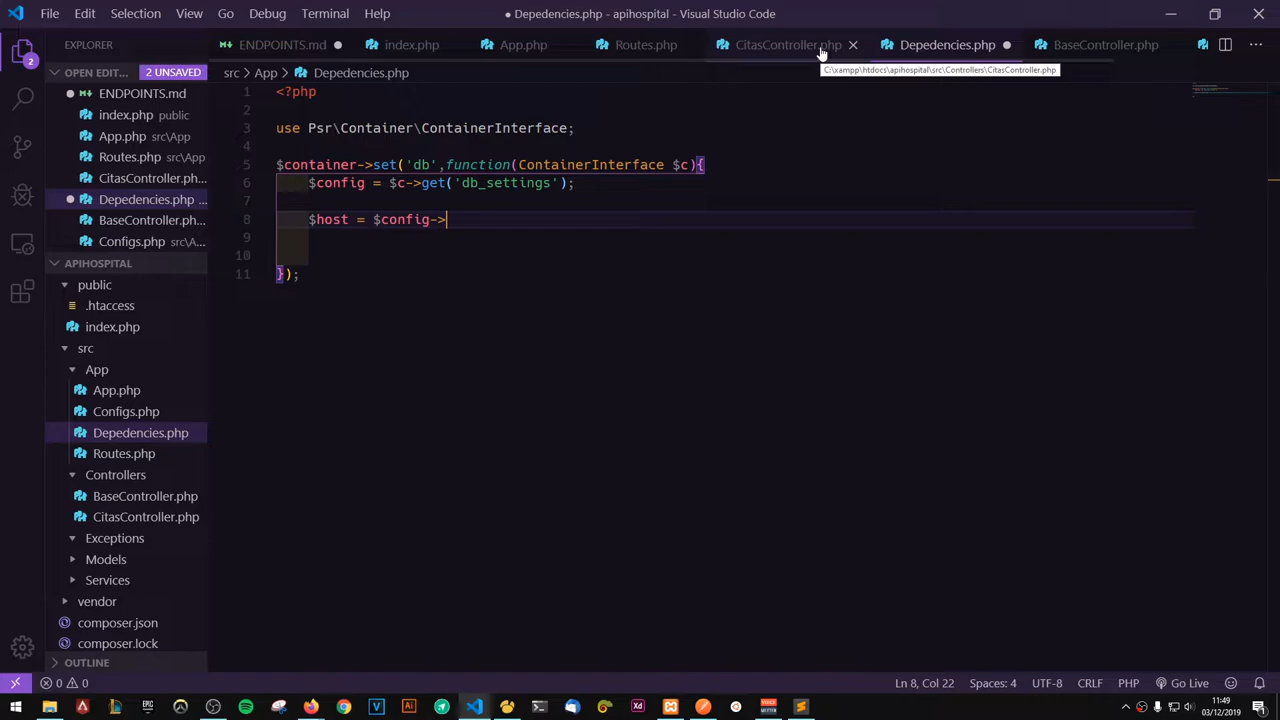 File Edit Selection View Go Debug Terminal Help
● Depedencies.php - apihospital - Visual Studio Code
EXPLORER
ENDPOINTS.md index.php App.php Routes.php CitasController.php Depedencies.php BaseController.php
C:\xampp\htdocs\apihospital\src\Controllers\CitasController.php
OPEN EDIT... 2 UNSAVED
ENDPOINTS.md
index.php public
App.php src\App
Routes.php src\App
CitasController.ph...
Depedencies.php ...
BaseController.ph...
Configs.php src\A...
APIHOSPITAL
public
.htaccess
index.php
src
App
App.php
Configs.php
Depedencies.php
Routes.php
Controllers
BaseController.php
CitasController.php
Exceptions
Models
Services
vendor
composer.json
composer.lock
OUTLINE
src > App > Depedencies.php
1 <?php
2
3 use Psr\Container\ContainerInterface;
4
5 $container->set('db',function(ContainerInterface $c){
6 $config = $c->get('db_settings');
7
8 $host = $config->
9
10
11 });
0 0
Ln 8, Col 22 Spaces: 4 UTF-8 CRLF PHP Go Live
11:49
03/12/2019